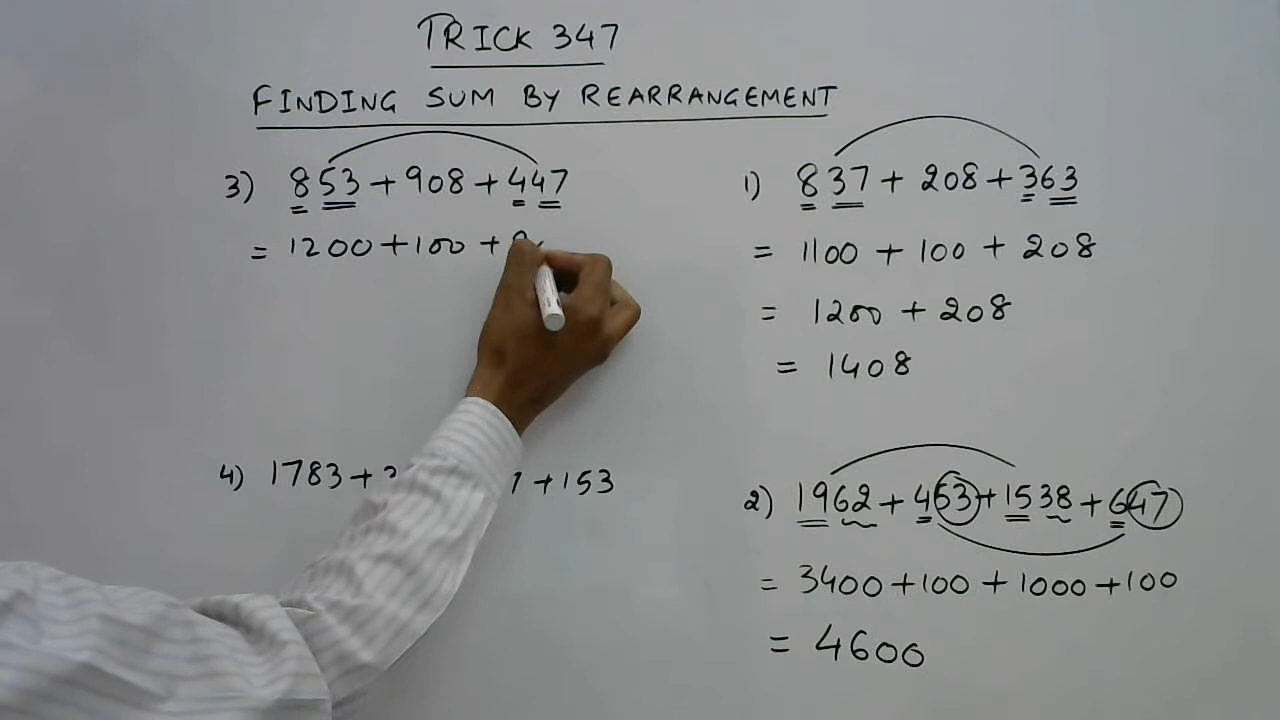 TRICK 347
FINDING SUM BY REARRANGEMENT
3) 853 + 908 + 447
= 1200 + 100 +
4) 1783 + + 153
1) 837 + 208 + 363
= 1100 + 100 + 208
= 1200 + 208
= 1408
2) 1962 + 453 + 1538 + 647
= 3400 + 100 + 1000 + 100
= 4600